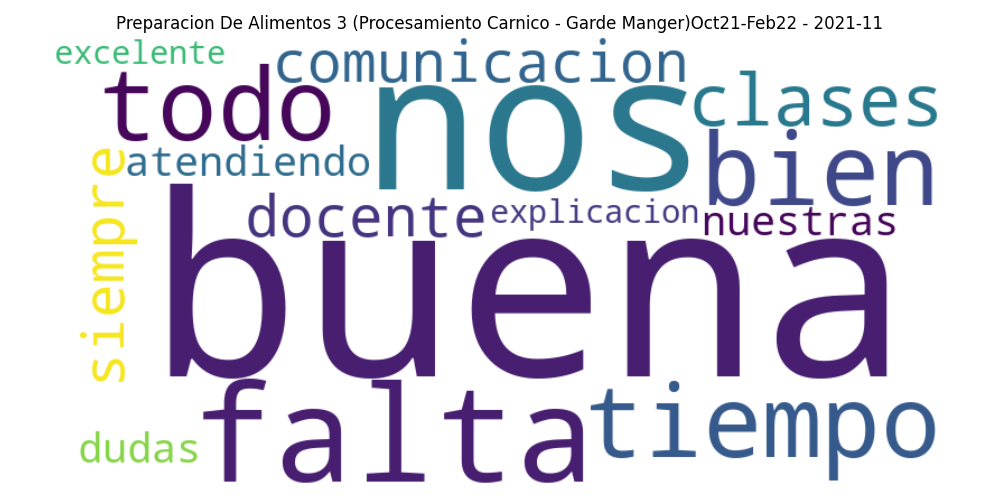 Preparacion De Alimentos 3 (Procesamiento Carnico - Garde Manger)Oct21-Feb22 - 2021-11
excelente
comunicacion
todo
nos
clases
siempre
atendiendo
bien
docente
explicacion
nuestras
buena
falta
tiempo
dudas